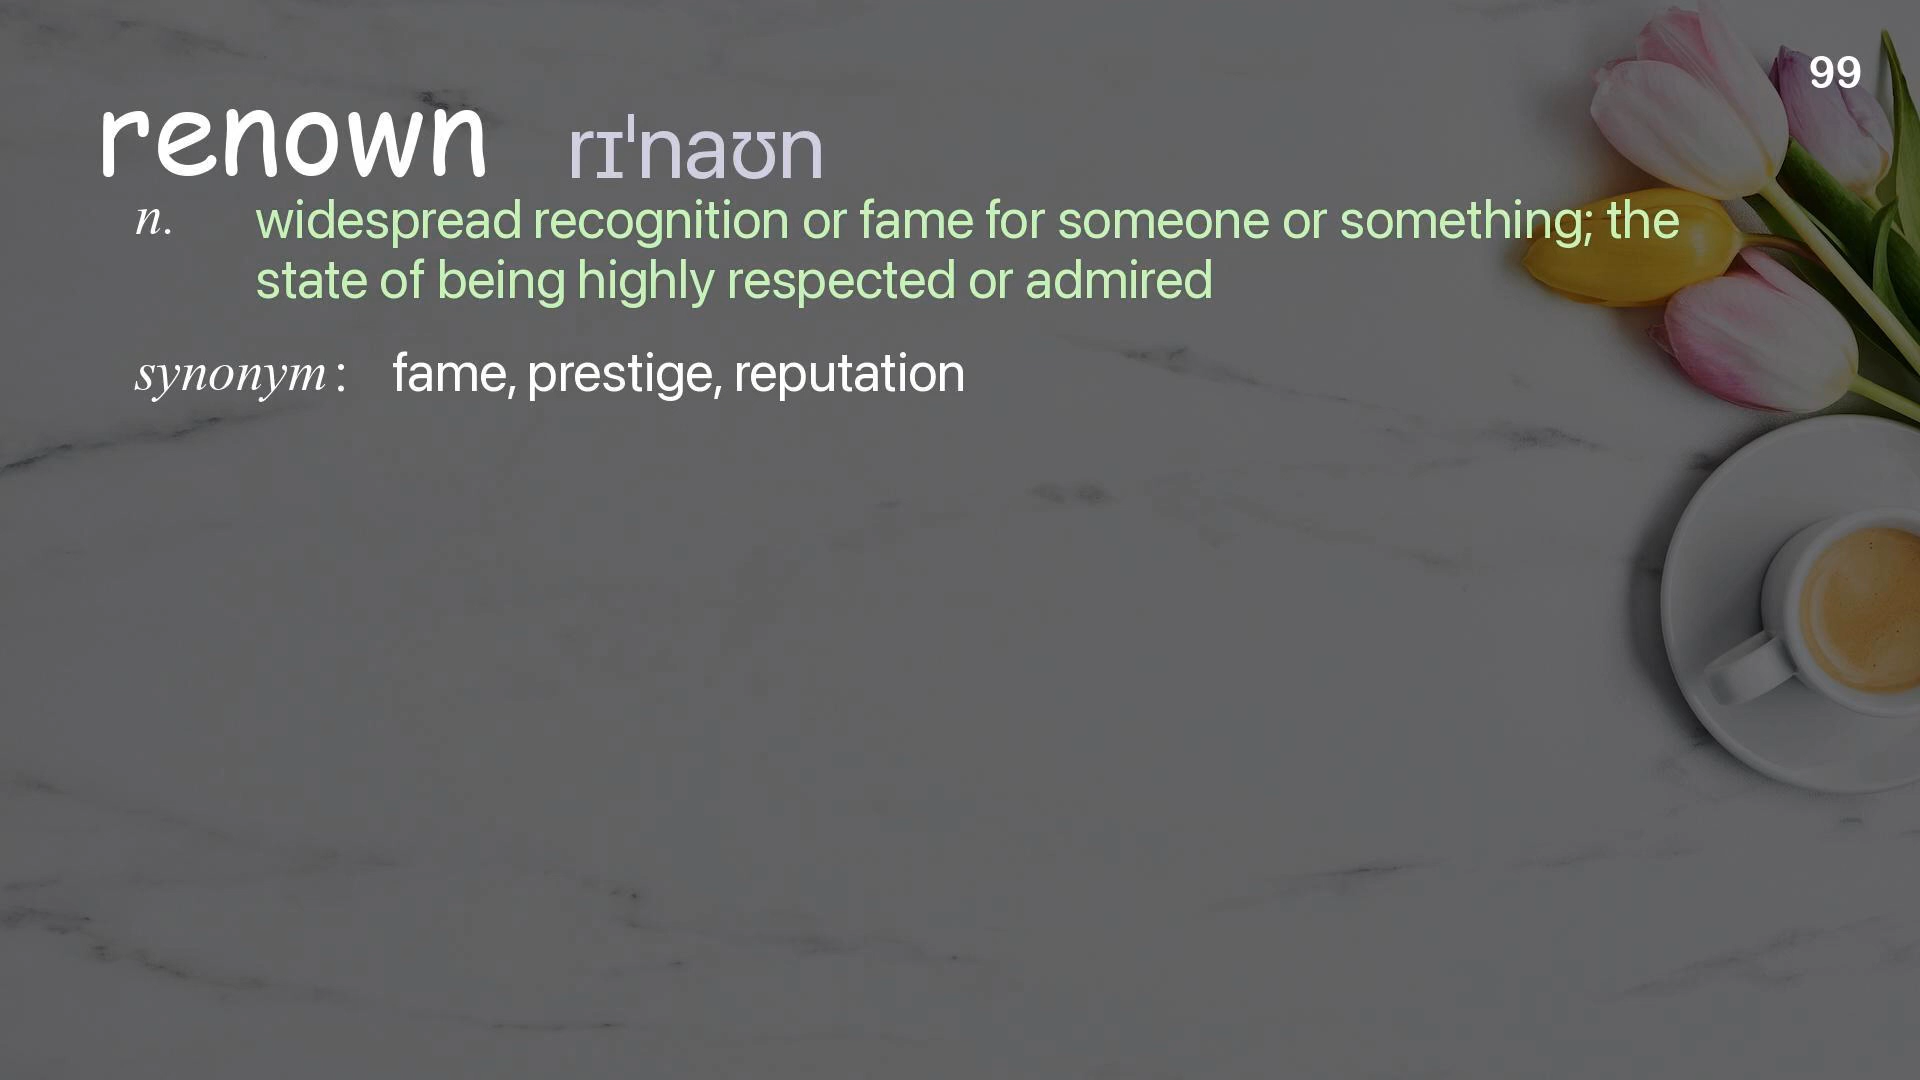 99
renown rɪˈnaʊn
n. widespread recognition or fame for someone or something; the
state of being highly respected or admired
synonym: fame, prestige, reputation